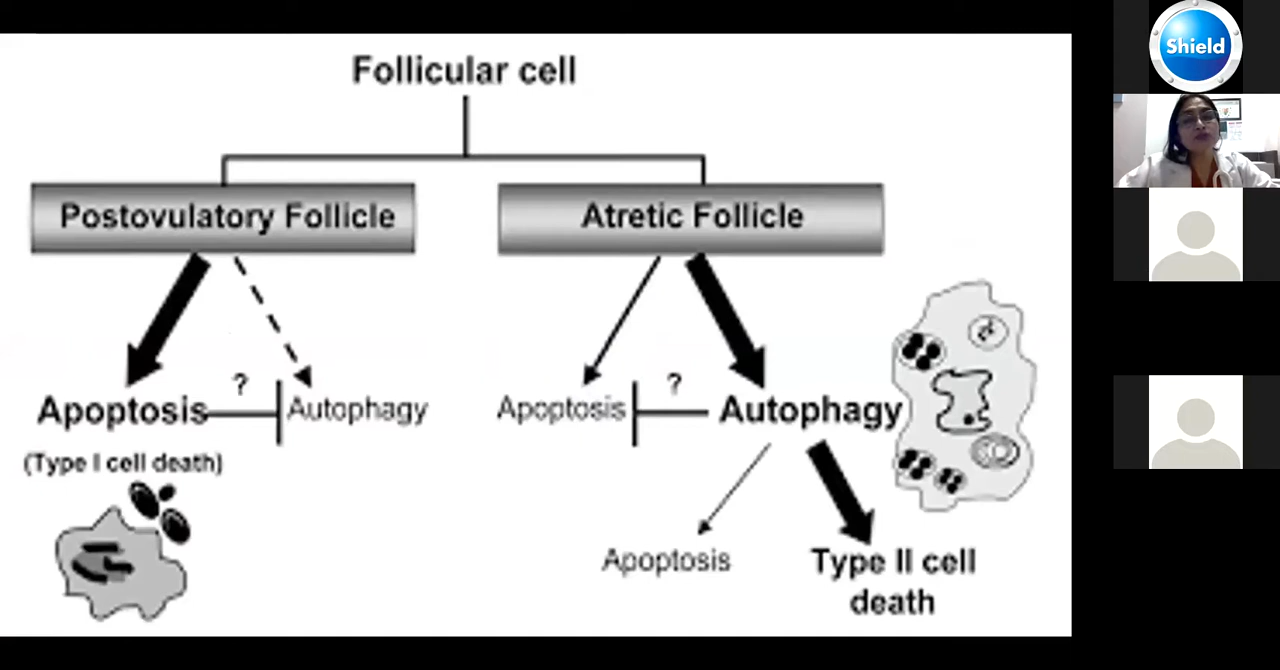 Follicular cell
Postovulatory Follicle
Atretic Follicle
?
?
Apoptosis
Autophagy
Apoptosis
Autophagy
(Type I cell death)
Apoptosis
Type II cell
death
Shield